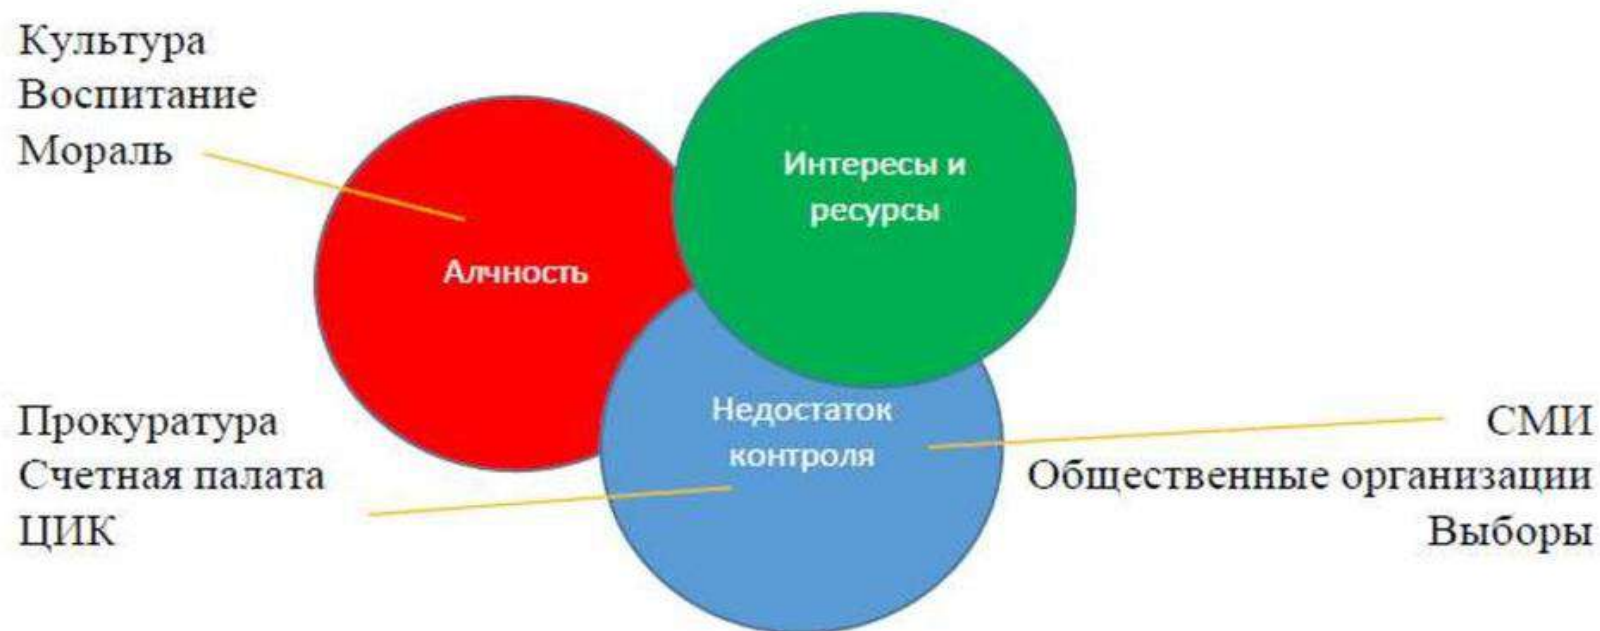 Культура
Воспитание
Мораль
Интересы и
ресурсы
Алчность
Недостаток
контроля
Прокуратура
Счетная палата
ЦИК
СМИ
Общественные организации
Выборы